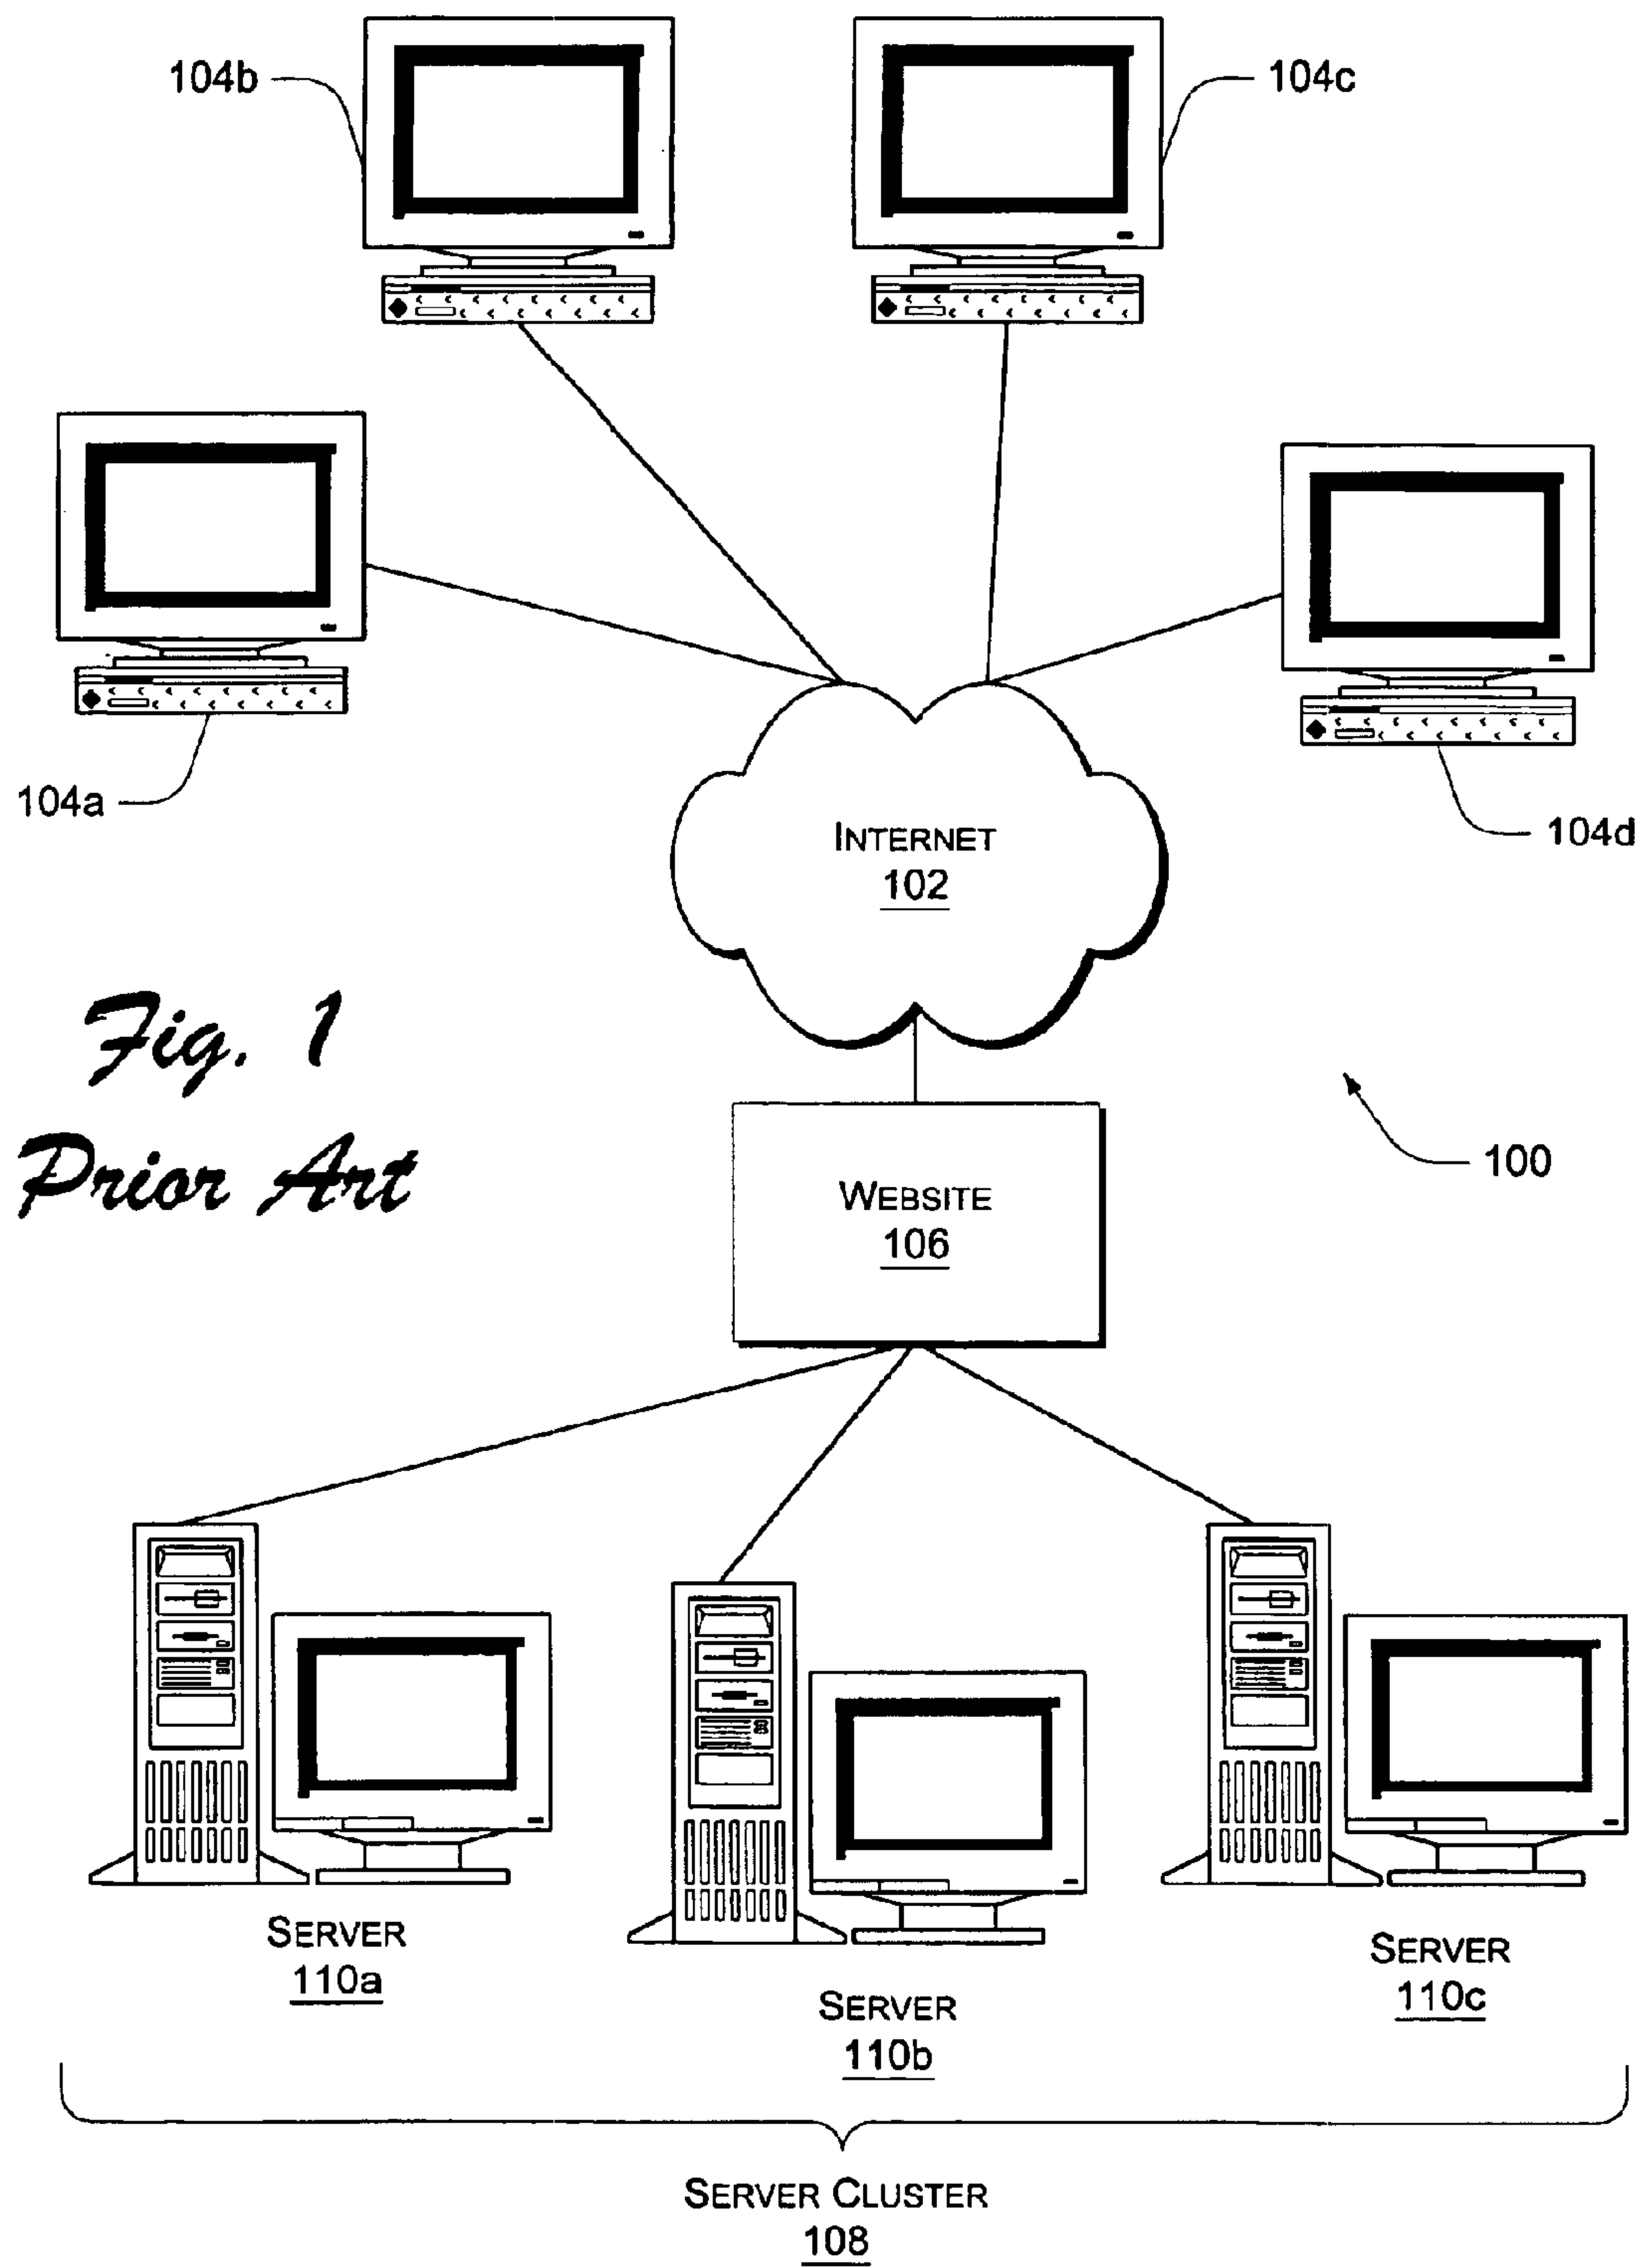 104b
104c
104a
104d
INTERNET
102
Fig. 1
Prior Art
100
WEBSITE
106
SERVER
110a
SERVER
110b
SERVER
110c
SERVER CLUSTER
108